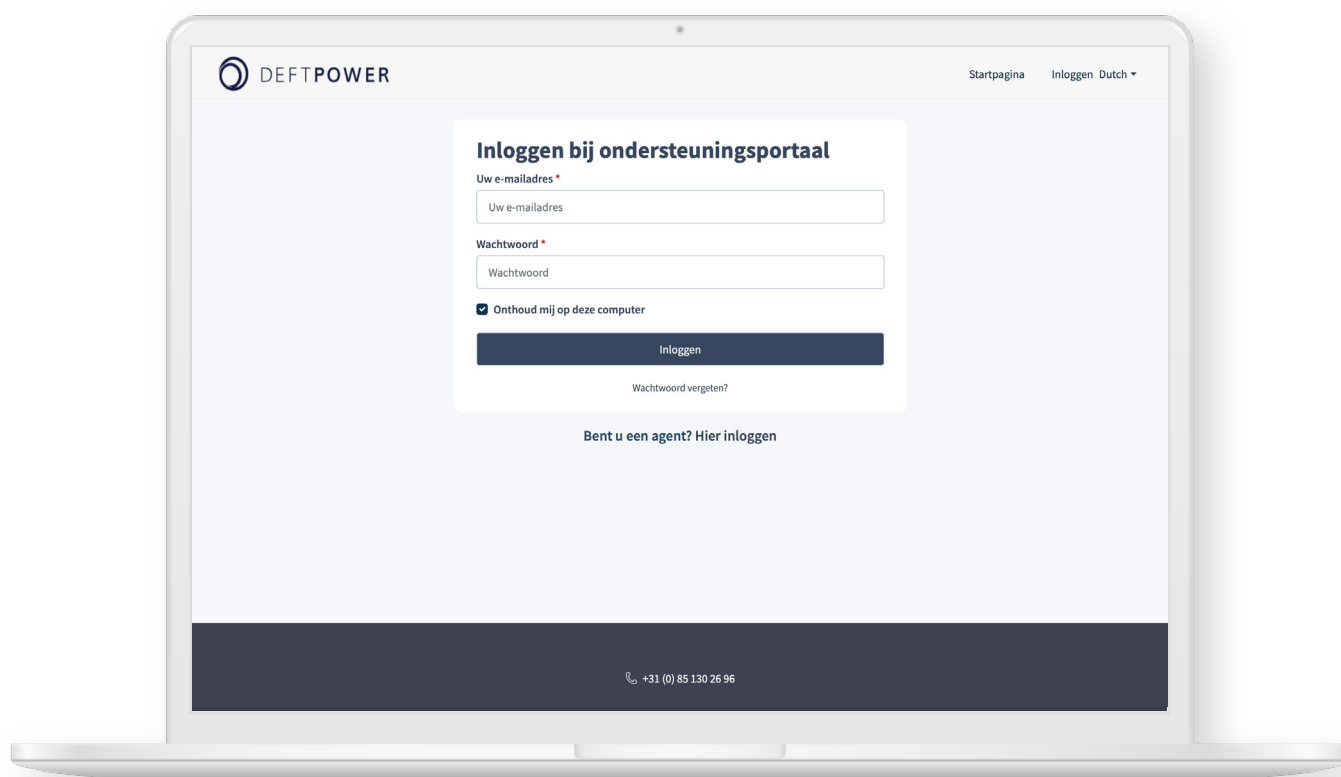 DEFTPOWER
Startpagina Inloggen Dutch
Inloggen bij ondersteuningsportaal
Uw e-mailadres *
Uw e-mailadres
Wachtwoord *
Wachtwoord
Onthoud mij op deze computer
Inloggen
Wachtwoord vergeten?
Bent u een agent? Hier inloggen
+31 (0) 85 130 26 96